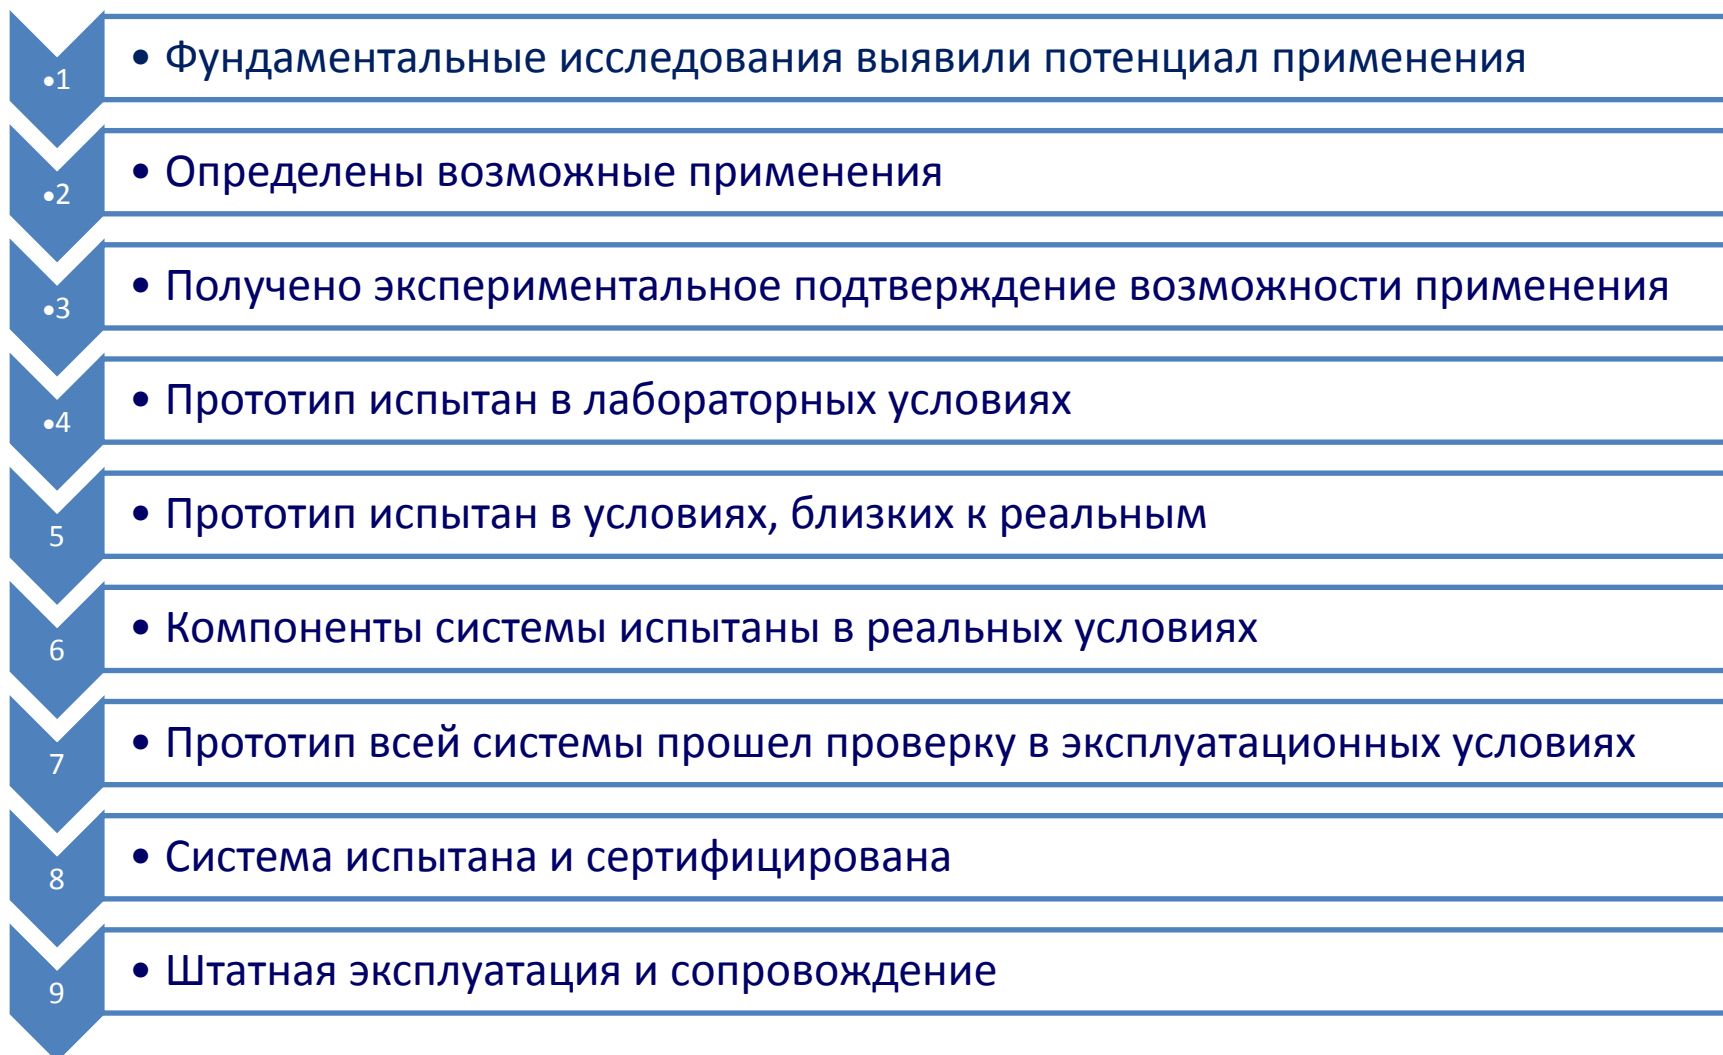 •1
• Фундаментальные исследования выявили потенциал применения
•2
• Определены возможные применения
•3
• Получено экспериментальное подтверждение возможности применения
•4
• Прототип испытан в лабораторных условиях
5
• Прототип испытан в условиях, близких к реальным
6
• Компоненты системы испытаны в реальных условиях
7
• Прототип всей системы прошел проверку в эксплуатационных условиях
8
• Система испытана и сертифицирована
9
• Штатная эксплуатация и сопровождение